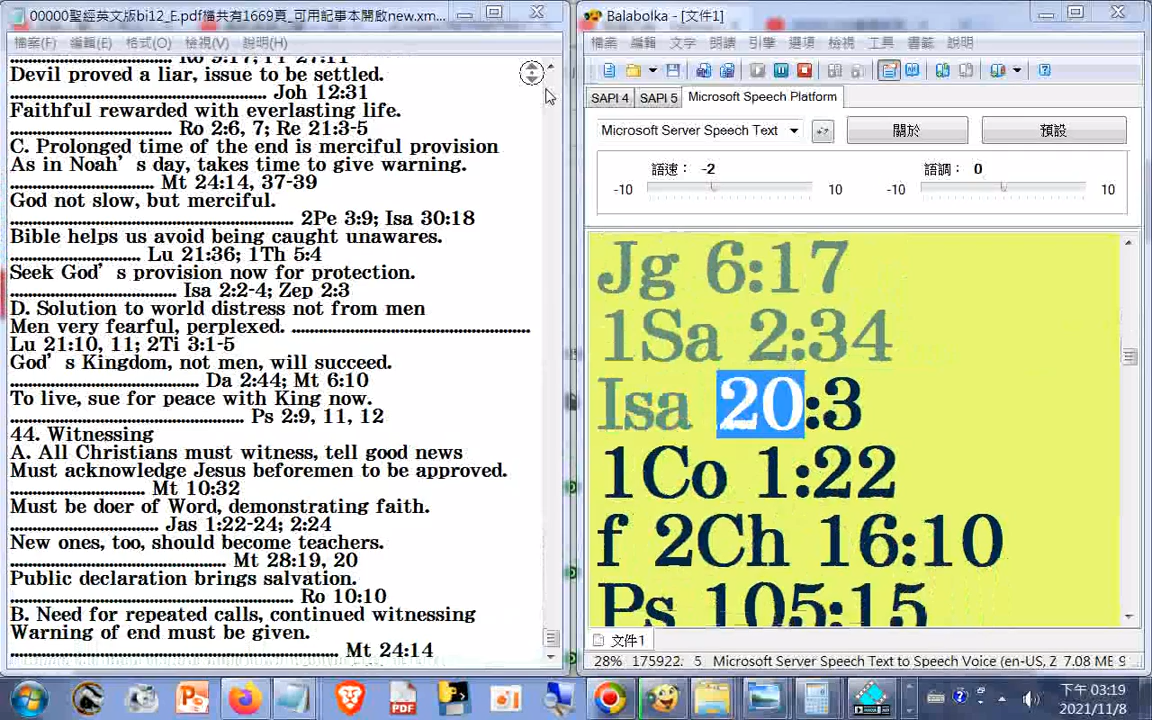 00000聖經英文版bi12_E.pdf檔共有1669頁_可用記事本開啟new.xm...
檔案(F) 編輯(E) 格式(O) 檢視(V) 說明(H)
Devil proved a liar, issue to be settled.
Joh 12:31
Faithful rewarded with everlasting life.
Ro 2:6, 7; Re 21:3-5
C. Prolonged time of the end is merciful provision
As in Noah’s day, takes time to give warning.
Mt 24:14, 37-39
God not slow, but merciful.
2Pe 3:9; Isa 30:18
Bible helps us avoid being caught unawares.
Lu 21:36; 1Th 5:4
Seek God’s provision now for protection.
Isa 2:2-4; Zep 2:3
D. Solution to world distress not from men
Men very fearful, perplexed.
Lu 21:10, 11; 2Ti 3:1-5
God’s Kingdom, not men, will succeed.
Da 2:44; Mt 6:10
To live, sue for peace with King now.
Ps 2:9, 11, 12
44. Witnessing
A. All Christians must witness, tell good news
Must acknowledge Jesus beforemen to be approved.
Mt 10:32
Must be doer of Word, demonstrating faith.
Jas 1:22-24; 2:24
New ones, too, should become teachers.
Mt 28:19, 20
Public declaration brings salvation.
Ro 10:10
B. Need for repeated calls, continued witnessing
Warning of end must be given.
Mt 24:14
Balabolka - [文件1]
檔案 編輯 文字 朗讀 引擎 選項 檢視 工具 書籤 說明
SAPI 4 SAPI 5 Microsoft Speech Platform
Microsoft Server Speech Text 關於 預設
語速： -2 語調： 0
-10 10 -10 10
Jg 6:17
1Sa 2:34
Isa 20:3
1Co 1:22
f 2Ch 16:10
Ps 105:15
文件1
28% 175922. 5 Microsoft Server Speech Text to Speech Voice (en-US, Z 7.08 MB 9
PDF
下午 03:19
2021/11/8